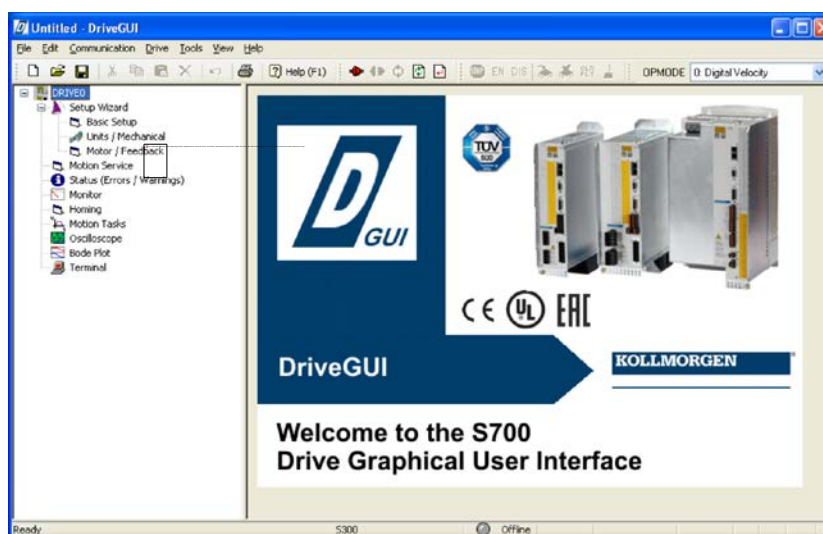 Untitled - DriveGUI
File Edit Communication Drive Tools View Help
Help (F1) EN DIS OPMODE 0: Digital Velocity
DRIVE0
Setup Wizard
Basic Setup
Units / Mechanical
Motor / Feedback
Motion Service
Status (Errors / Warnings)
Monitor
Homing
Motion Tasks
Oscilloscope
Bode Plot
Terminal
D
GUI
TÜV
CE UL EAC
DriveGUI
KOLLMORGEN
Welcome to the S700
Drive Graphical User Interface
Ready S300 Offline